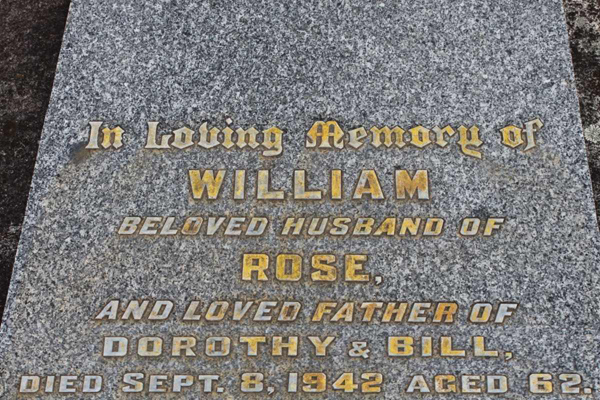 In Loving Memory of
WILLIAM
BELOVED HUSBAND OF
ROSE,
AND LOVED FATHER OF
DOROTHY & BILL,
DIED SEPT. 8, 1942 AGED 62.